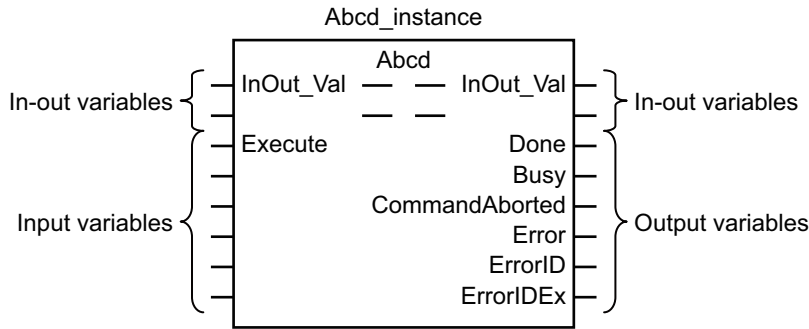 Abcd_instance
Abcd
InOut_Val InOut_Val
In-out variables In-out variables
Execute Done
Busy
CommandAborted
Input variables Output variables
Error
ErrorID
ErrorIDEx